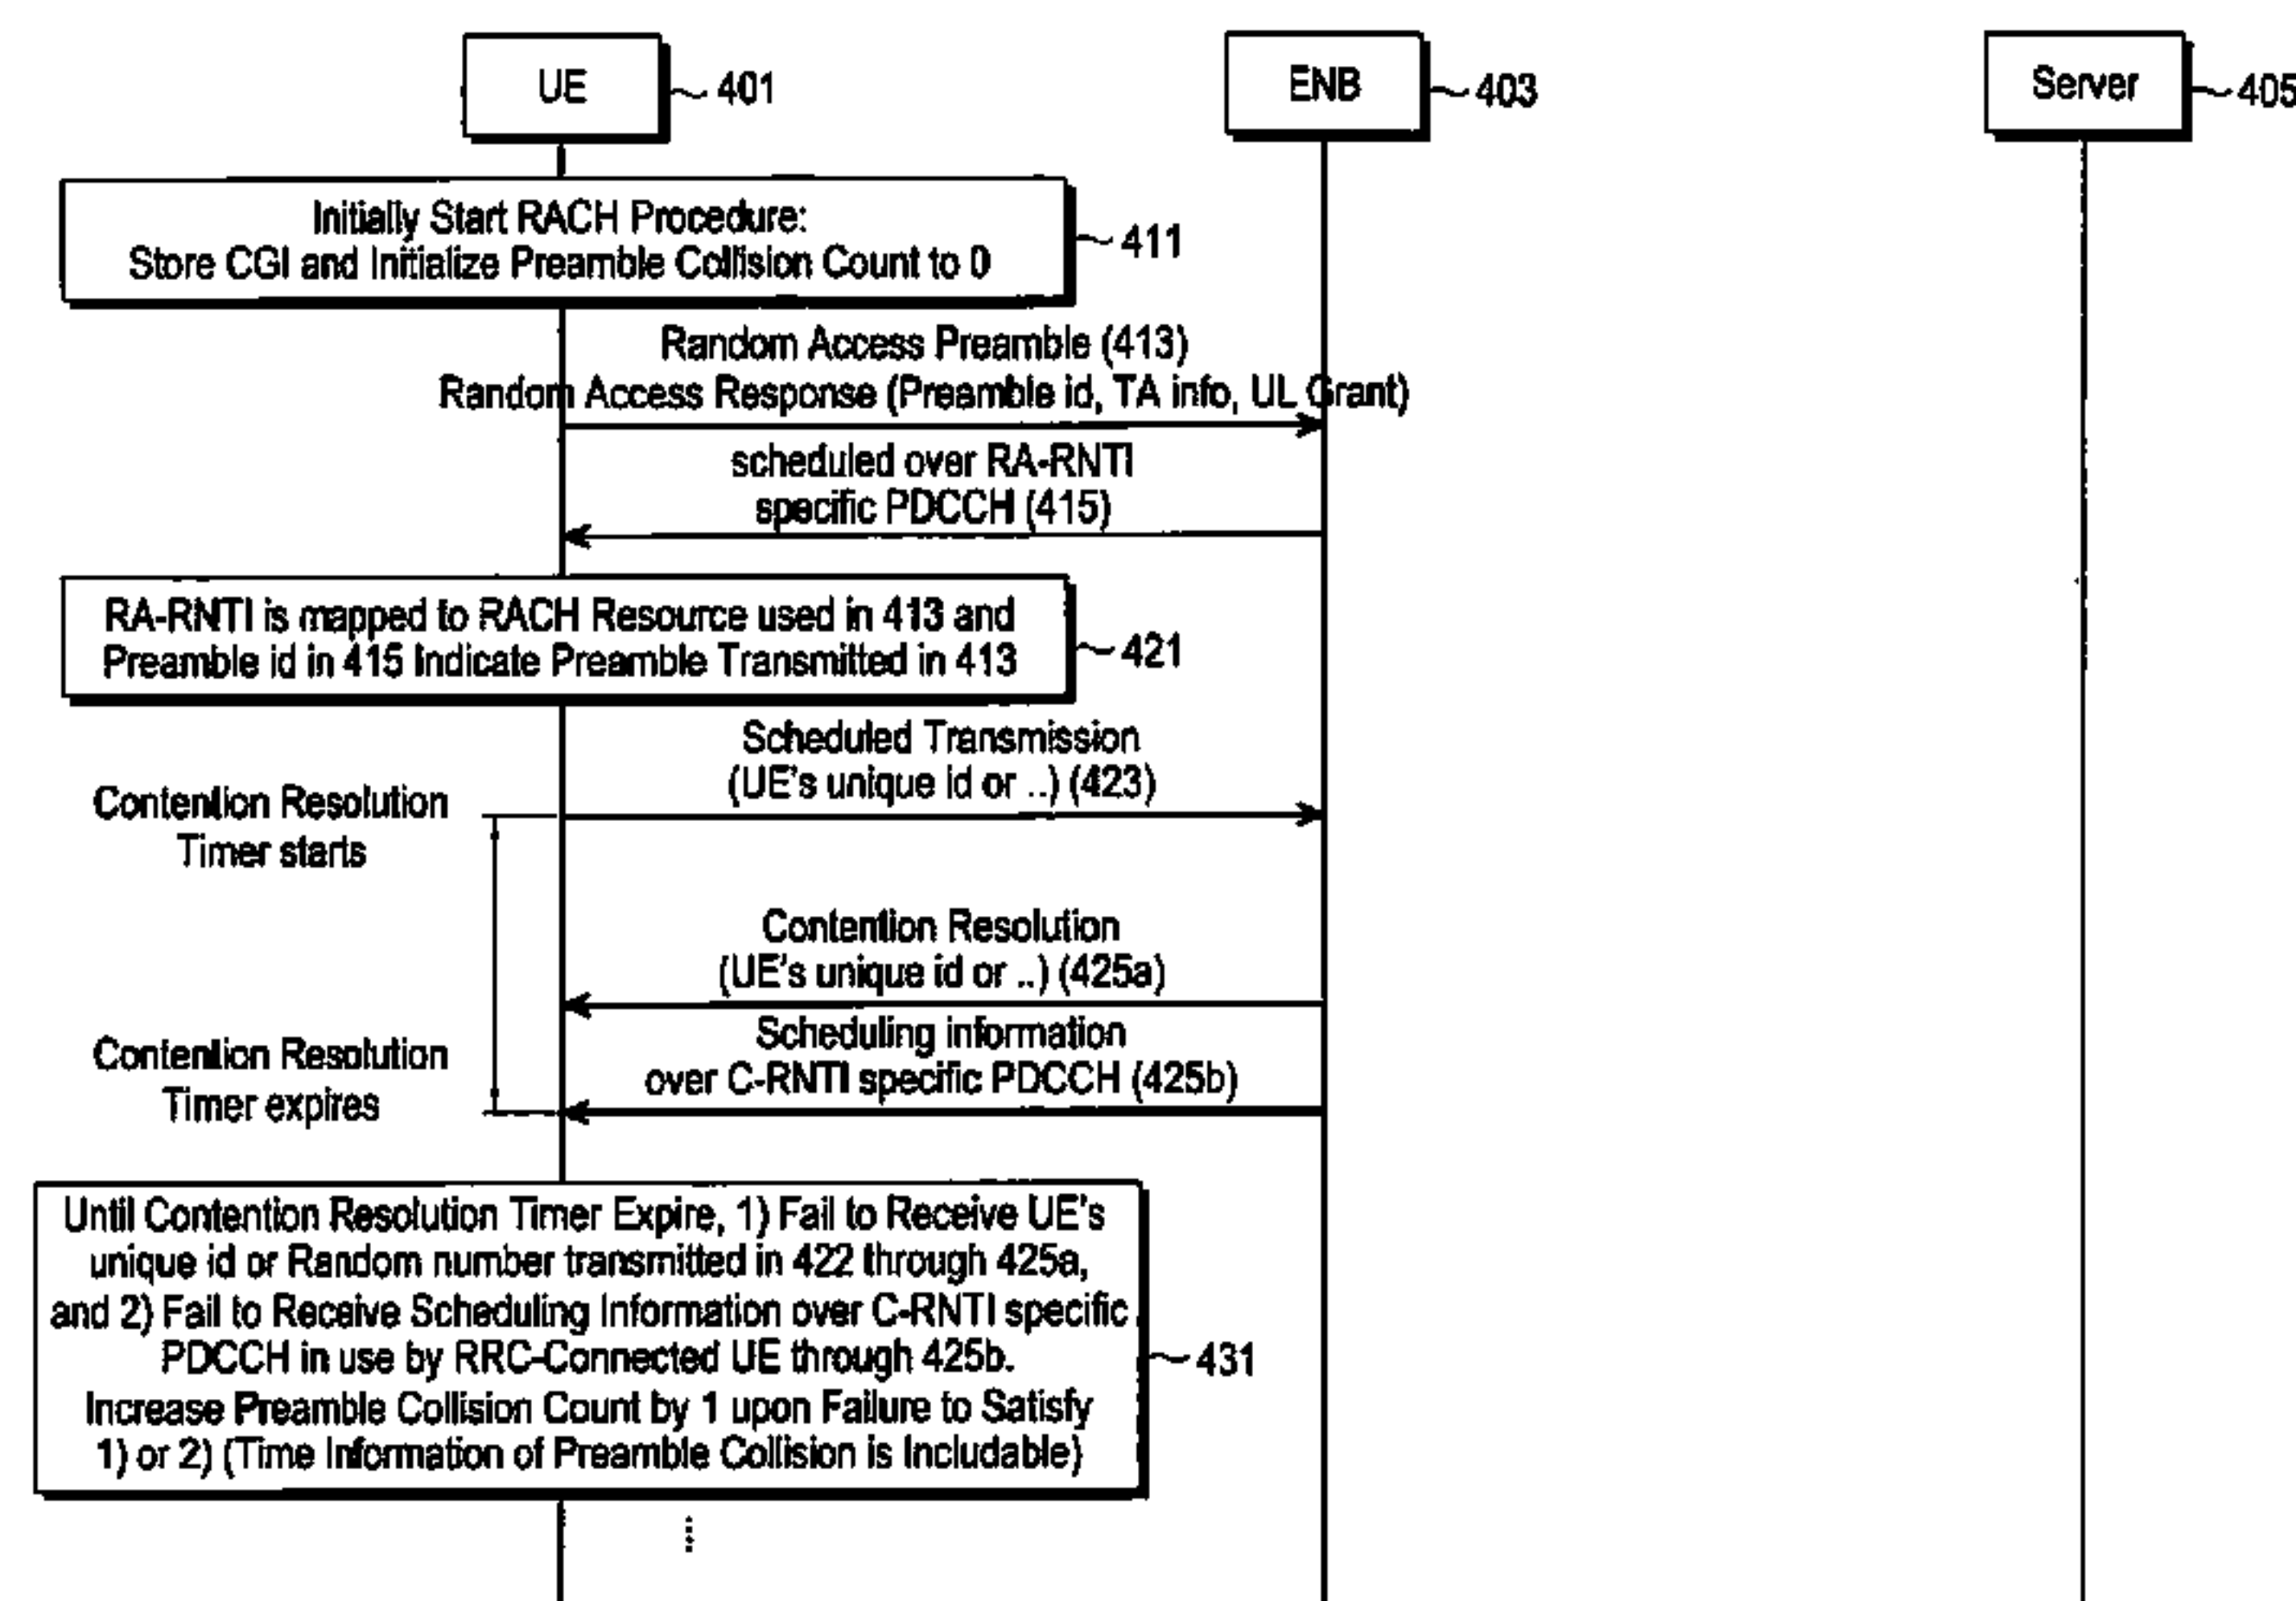 UE
401
ENB
403
Server
405
Initially Start RACH Procedure:
Store CGI and Initialize Preamble Collision Count to 0
411
Random Access Preamble (413)
Random Access Response (Preamble id, TA info, UL Grant)
scheduled over RA-RNTI
specific PDCCH (415)
RA-RNTI is mapped to RACH Resource used in 413 and
Preamble id in 415 Indicate Preamble Transmitted in 413
421
Scheduled Transmission
(UE's unique id or ..) (423)
Contention Resolution
Timer starts
Contention Resolution
(UE's unique id or ..) (425a)
Scheduling information
over C-RNTI specific PDCCH (425b)
Contention Resolution
Timer expires
Until Contention Resolution Timer Expire, 1) Fail to Receive UE's
unique id or Random number transmitted in 422 through 425a,
and 2) Fail to Receive Scheduling Information over C-RNTI specific
PDCCH in use by RRC-Connected UE through 425b.
Increase Preamble Collision Count by 1 upon Failure to Satisfy
1) or 2) (Time Information of Preamble Collision is Includable)
431